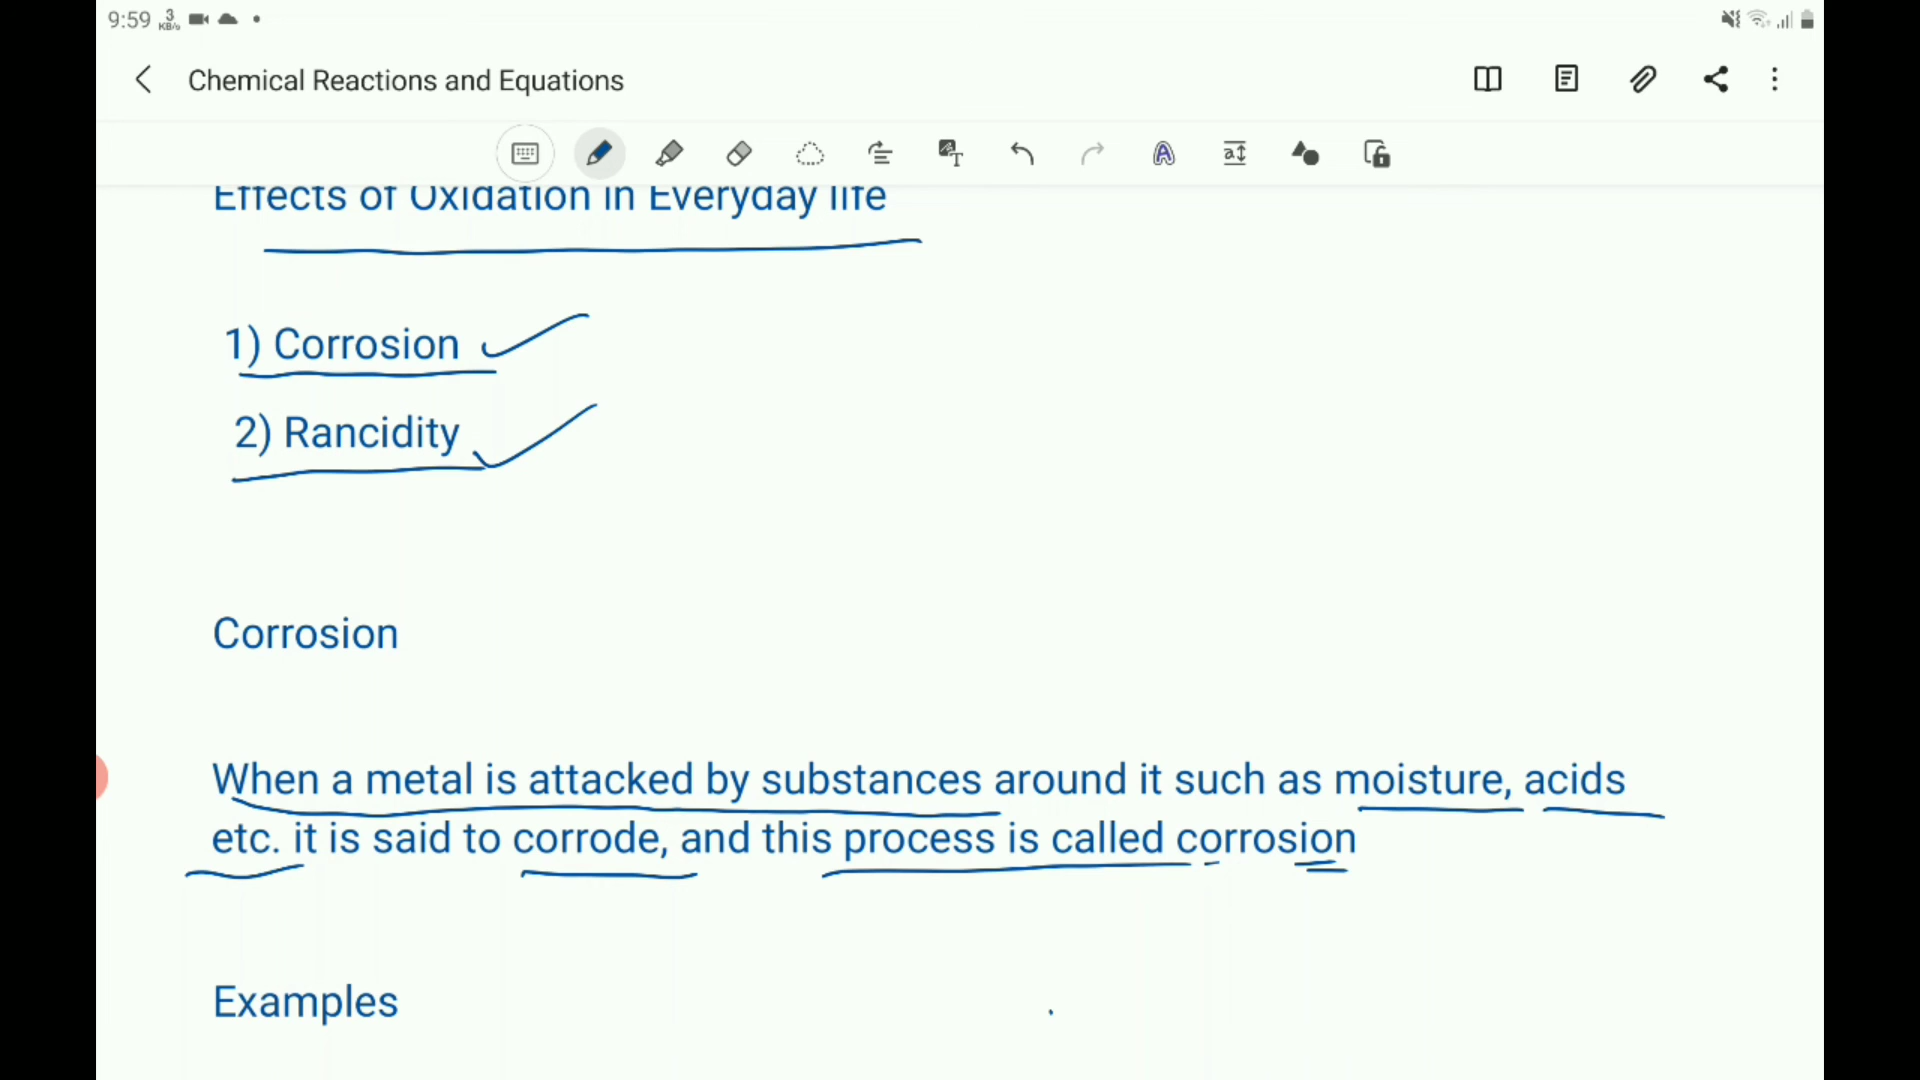 9:59 3 KB/s
Chemical Reactions and Equations
Effects of Oxidation in Everyday life
1) Corrosion
2) Rancidity
Corrosion
When a metal is attacked by substances around it such as moisture, acids
etc. it is said to corrode, and this process is called corrosion
Examples